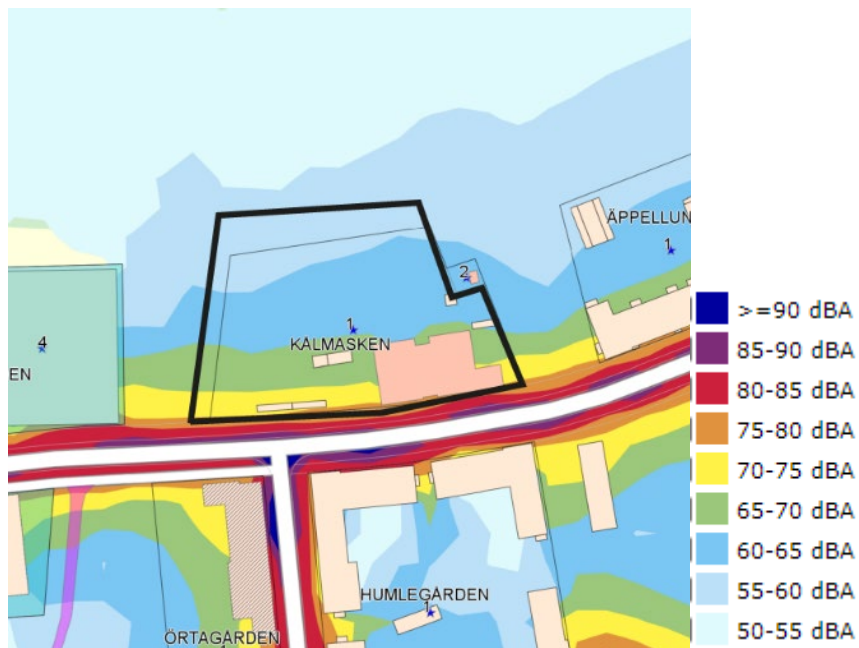 ÄPPELLUN
1
2
1
KÅLMASKEN
4
EN
HUMLEGÅRDEN
1
ÖRTAGÅRDEN
>=90 dBA
85-90 dBA
80-85 dBA
75-80 dBA
70-75 dBA
65-70 dBA
60-65 dBA
55-60 dBA
50-55 dBA